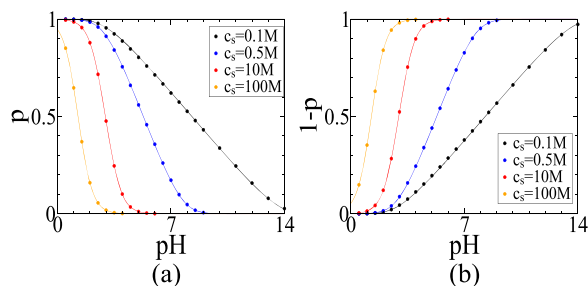 1
0.5
0
p
0
7
14
pH
c_s=0.1M
c_s=0.5M
c_s=10M
c_s=100M
(a)
1
0.5
0
1-p
0
7
14
pH
c_s=0.1M
c_s=0.5M
c_s=10M
c_s=100M
(b)